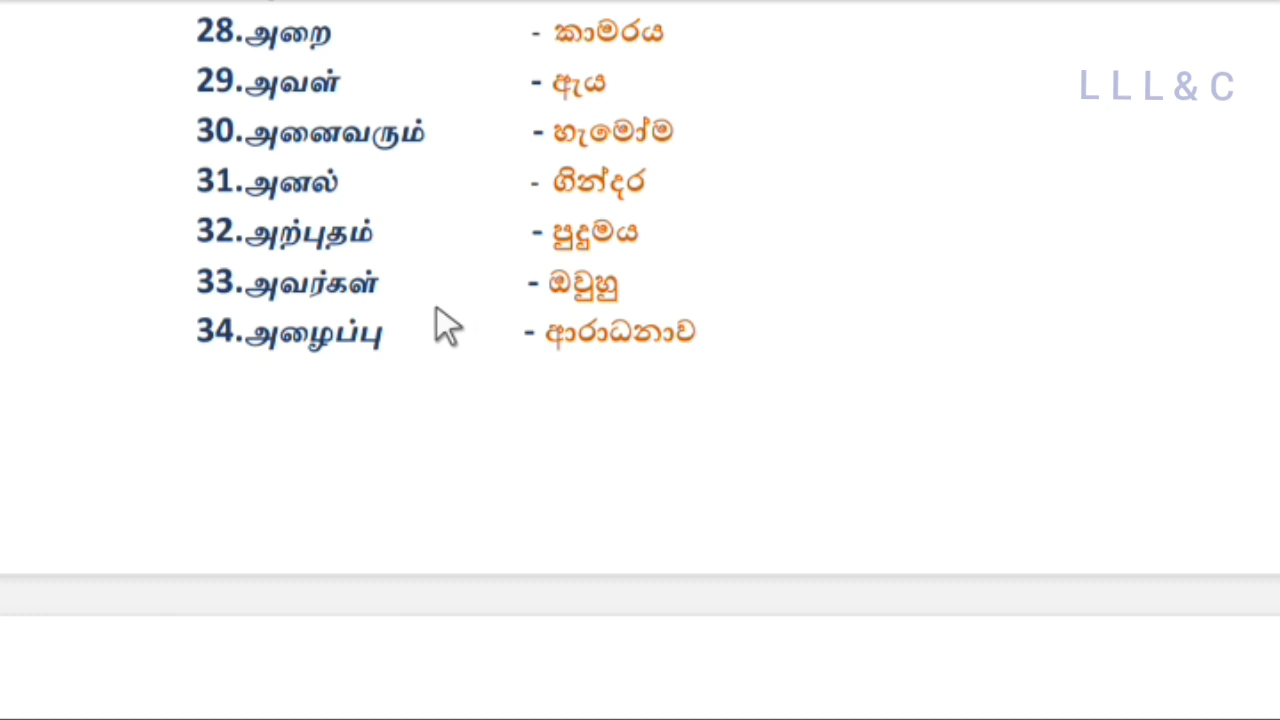 28.அறை - කාමරය
29.அவள் - ඇය
30.அனைவரும் - හැමෝම
31.அனல் - ගින්දර
32.அற்புதம் - පුදුමය
33.அவர்கள் - ඔවුහු
34.அழைப்பு - ආරාධනාව
L L L & C